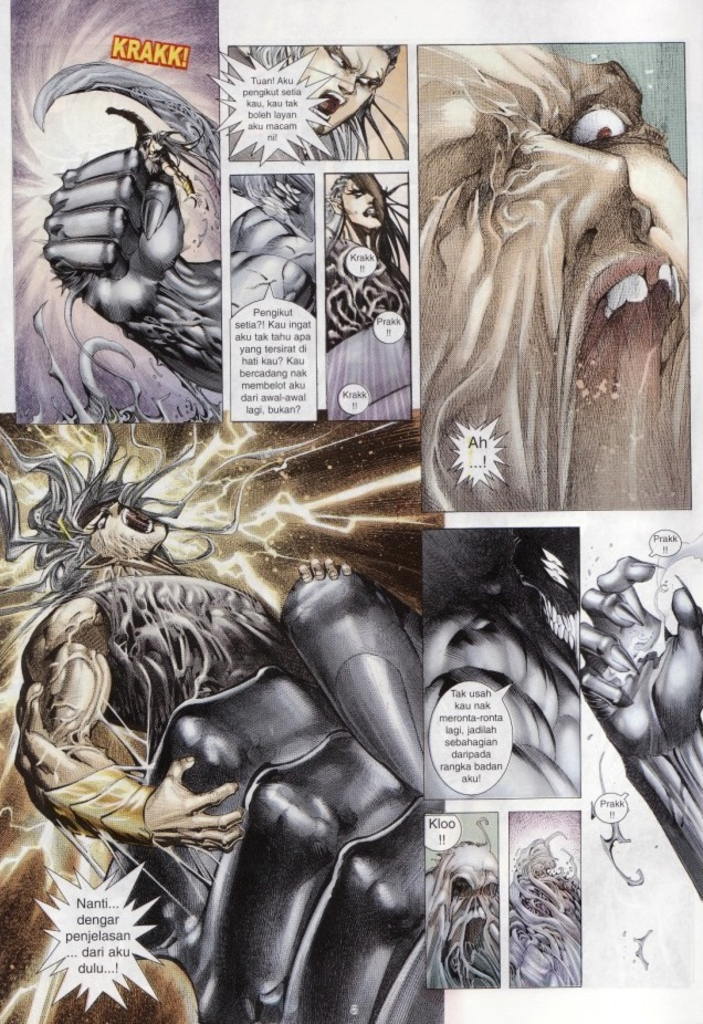 KRAKK!
Tuan! Aku
pengikut setia
kau, kau tak
boleh layan
aku macam
ni!
Pengikut
setia?! Kau ingat
aku tak tahu apa
yang tersirat di
hati kau? Kau
bercadang nak
membelot aku
dari awal-awal
lagi, bukan?
Krakk
!!
Prakk
!!
Krakk
!!
Ah
...!
Nanti...
dengar
penjelasan
... dari aku
dulu...!
Tak usah
kau nak
meronta-ronta
lagi, jadilah
sebahagian
daripada
rangka badan
aku!
Prakk
!!
Prakk
!!
Kloo
!!